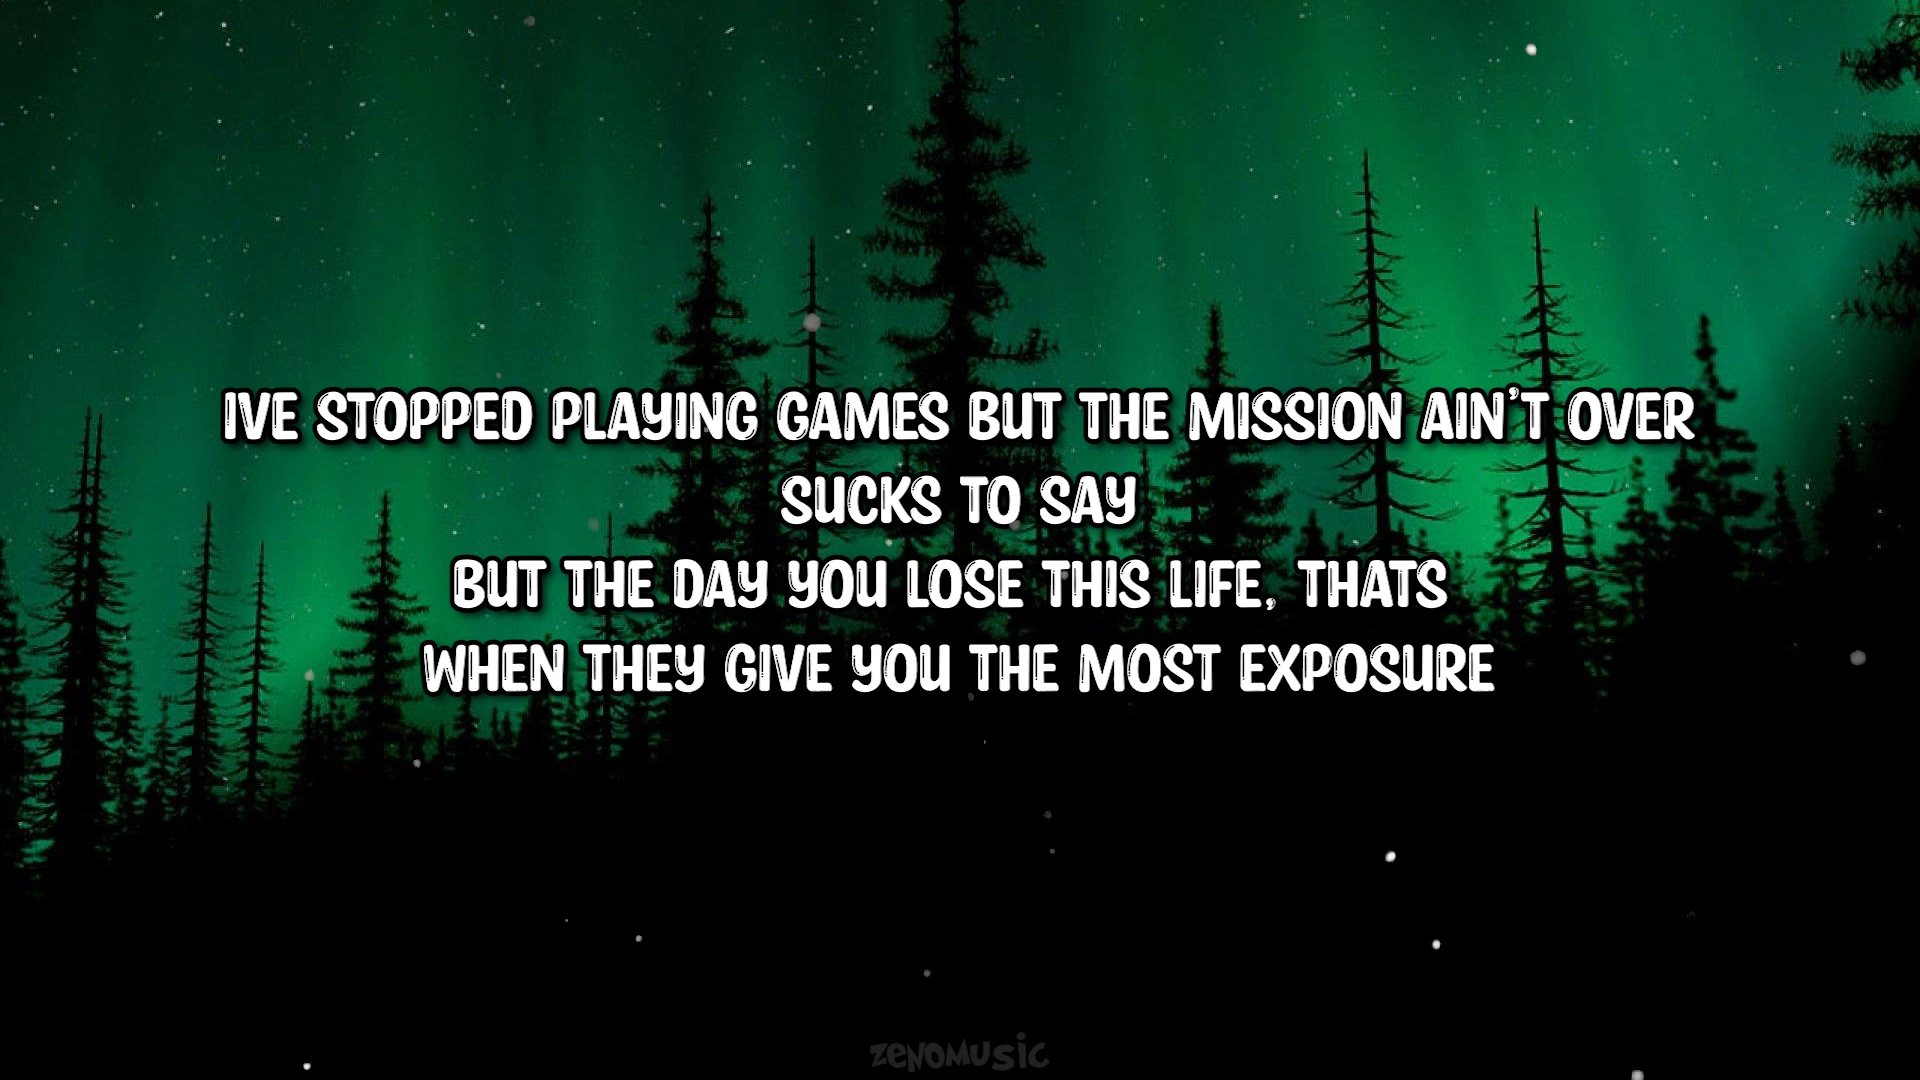 IVE STOPPED PLAYING GAMES BUT THE MISSION AIN'T OVER
SUCKS TO SAY
BUT THE DAY YOU LOSE THIS LIFE, THATS
WHEN THEY GIVE YOU THE MOST EXPOSURE
ZENOMUSIC